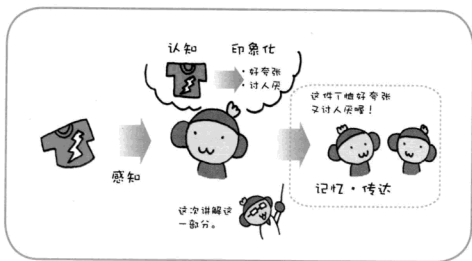 认知 印象化
·好夸张
·讨人厌
这件T恤好夸张
又讨人厌喔！
感知
记忆·传达
这次讲解这
一部分。